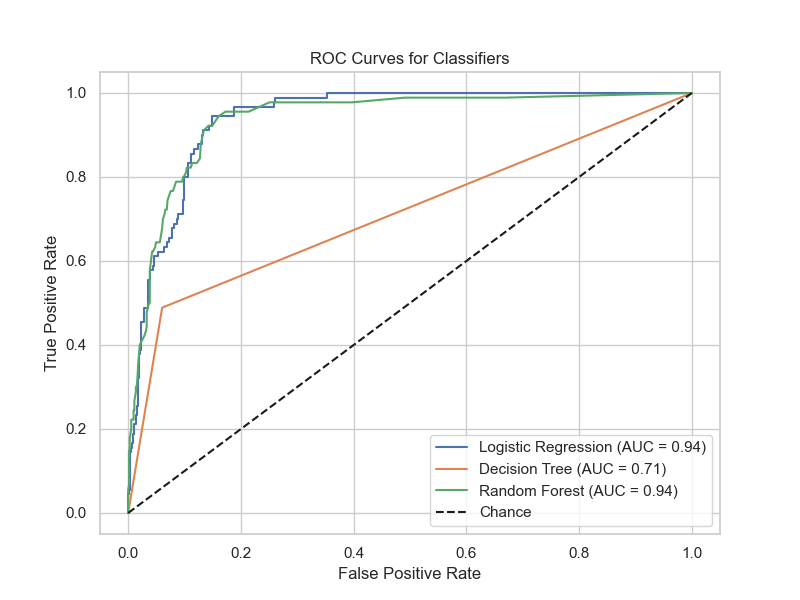 ROC Curves for Classifiers
True Positive Rate
1.0
0.8
0.6
0.4
0.2
0.0
Logistic Regression (AUC = 0.94)
Decision Tree (AUC = 0.71)
Random Forest (AUC = 0.94)
Chance
0.0 0.2 0.4 0.6 0.8 1.0
False Positive Rate